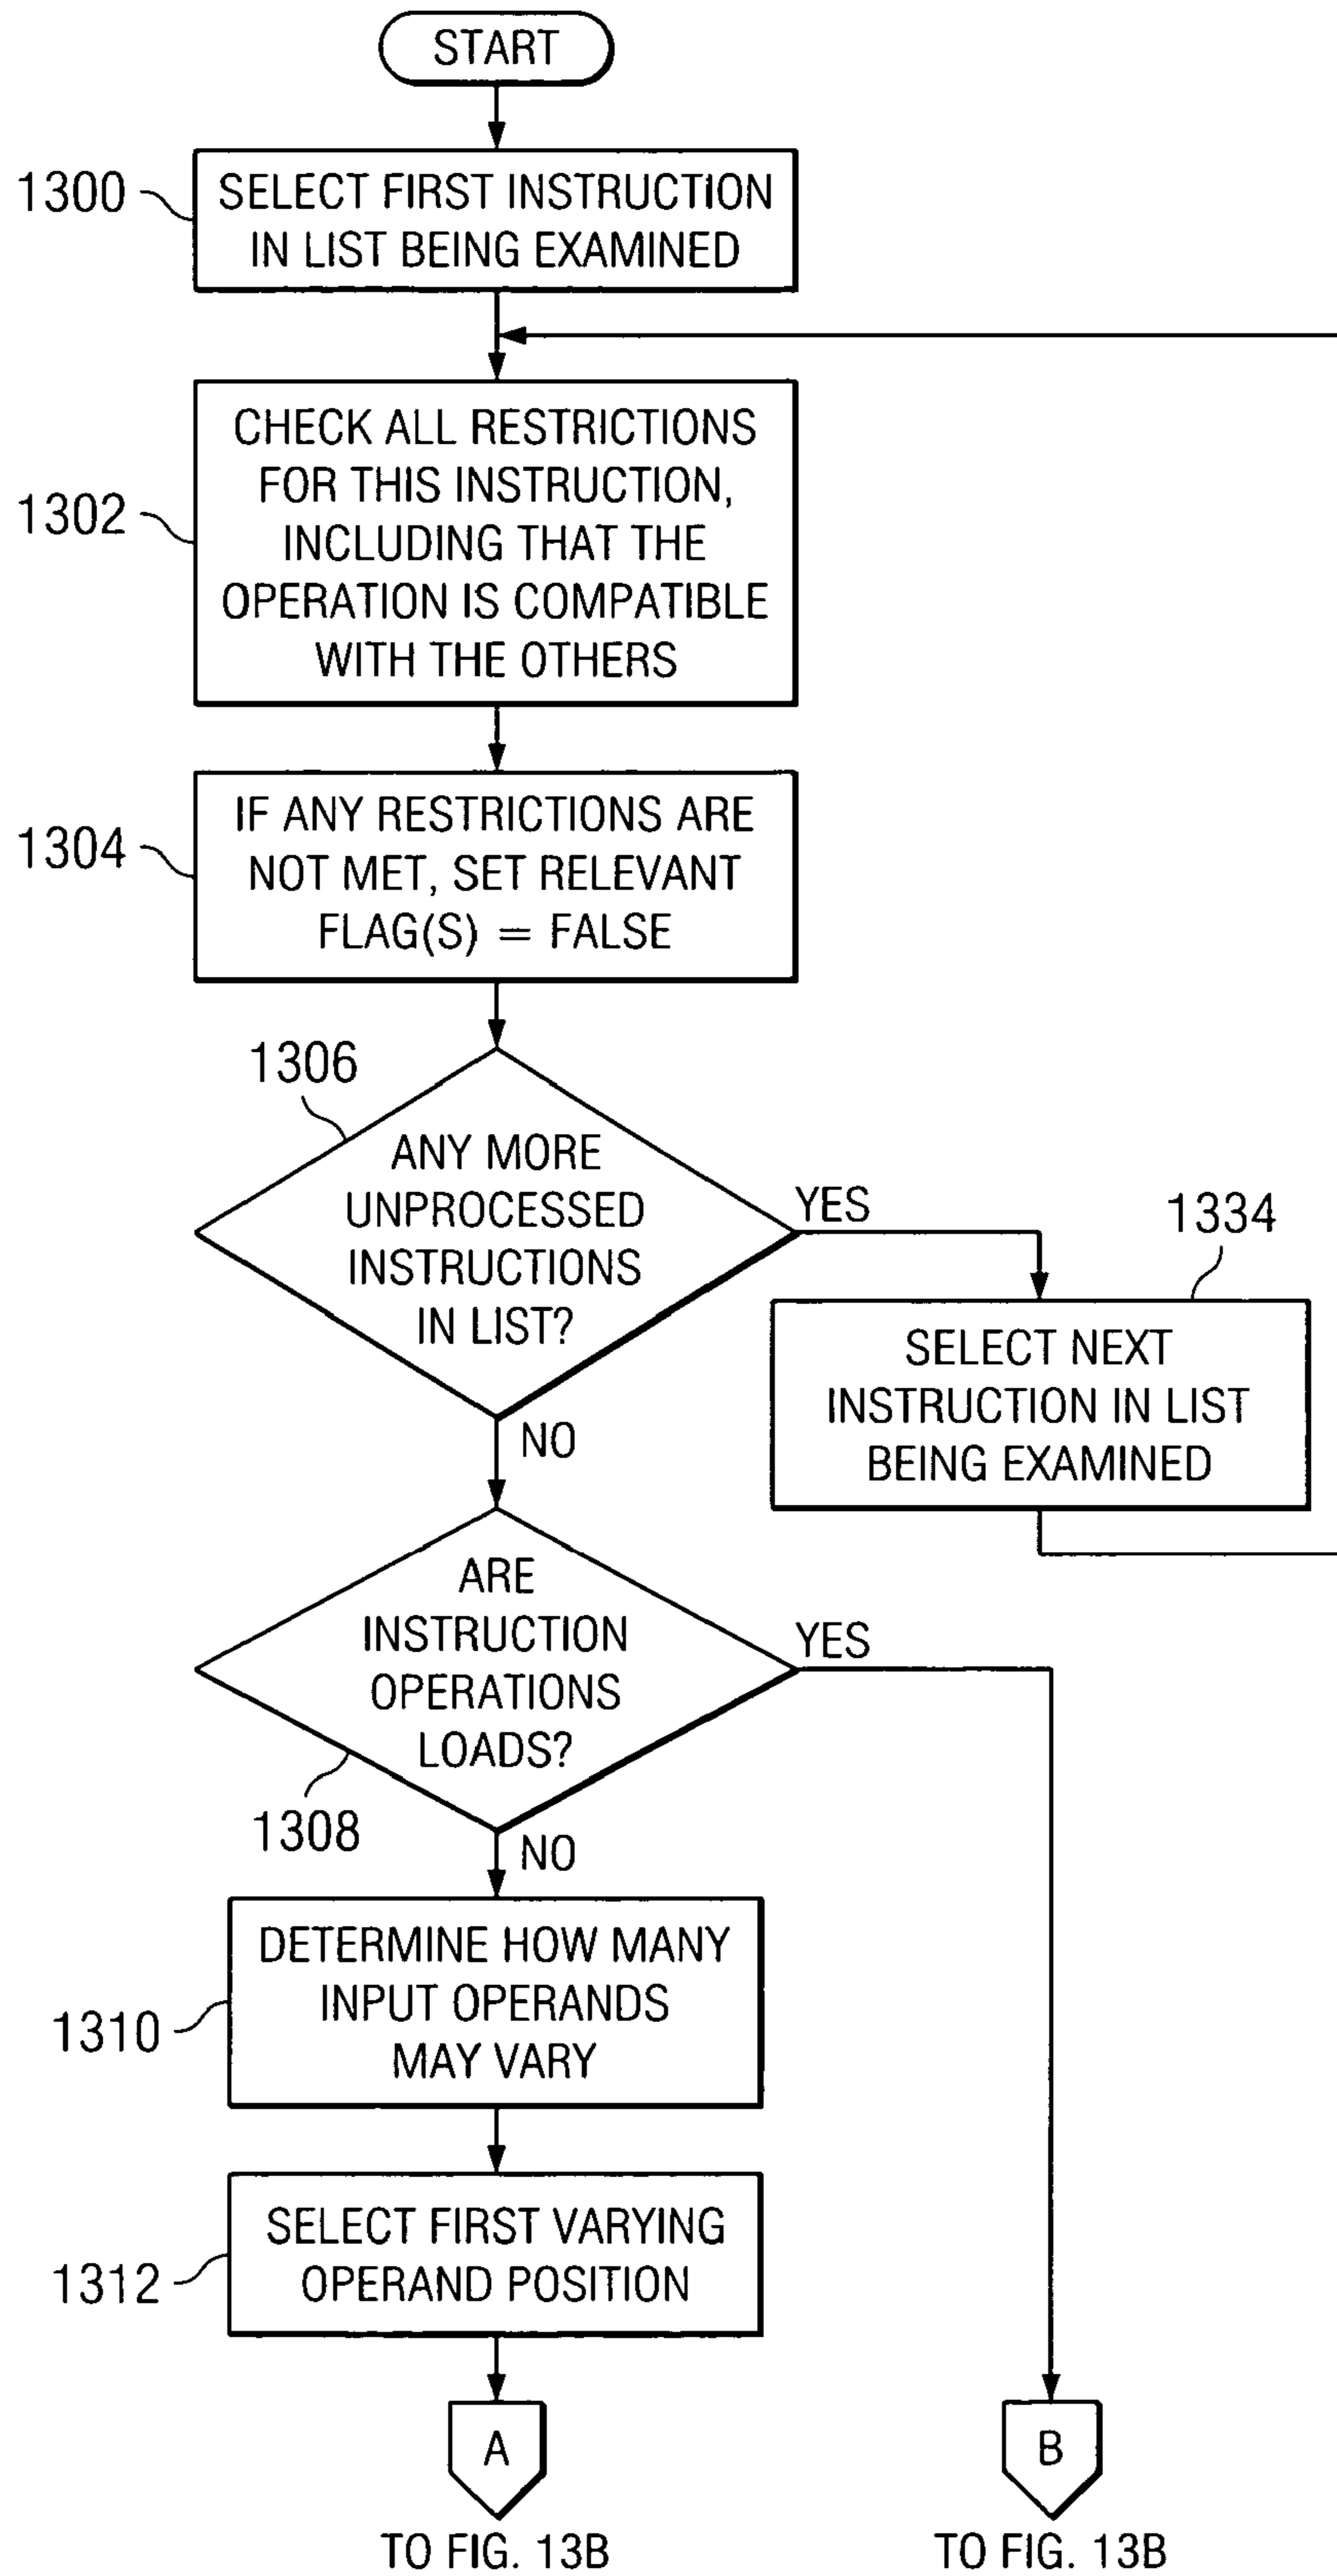 START
1300
SELECT FIRST INSTRUCTION
IN LIST BEING EXAMINED
1302
CHECK ALL RESTRICTIONS
FOR THIS INSTRUCTION,
INCLUDING THAT THE
OPERATION IS COMPATIBLE
WITH THE OTHERS
1304
IF ANY RESTRICTIONS ARE
NOT MET, SET RELEVANT
FLAG(S) = FALSE
1306
ANY MORE
UNPROCESSED
INSTRUCTIONS
IN LIST?
YES
1334
SELECT NEXT
INSTRUCTION IN LIST
BEING EXAMINED
NO
ARE
INSTRUCTION
OPERATIONS
LOADS?
YES
1308
NO
1310
DETERMINE HOW MANY
INPUT OPERANDS
MAY VARY
1312
SELECT FIRST VARYING
OPERAND POSITION
A
TO FIG. 13B
B
TO FIG. 13B